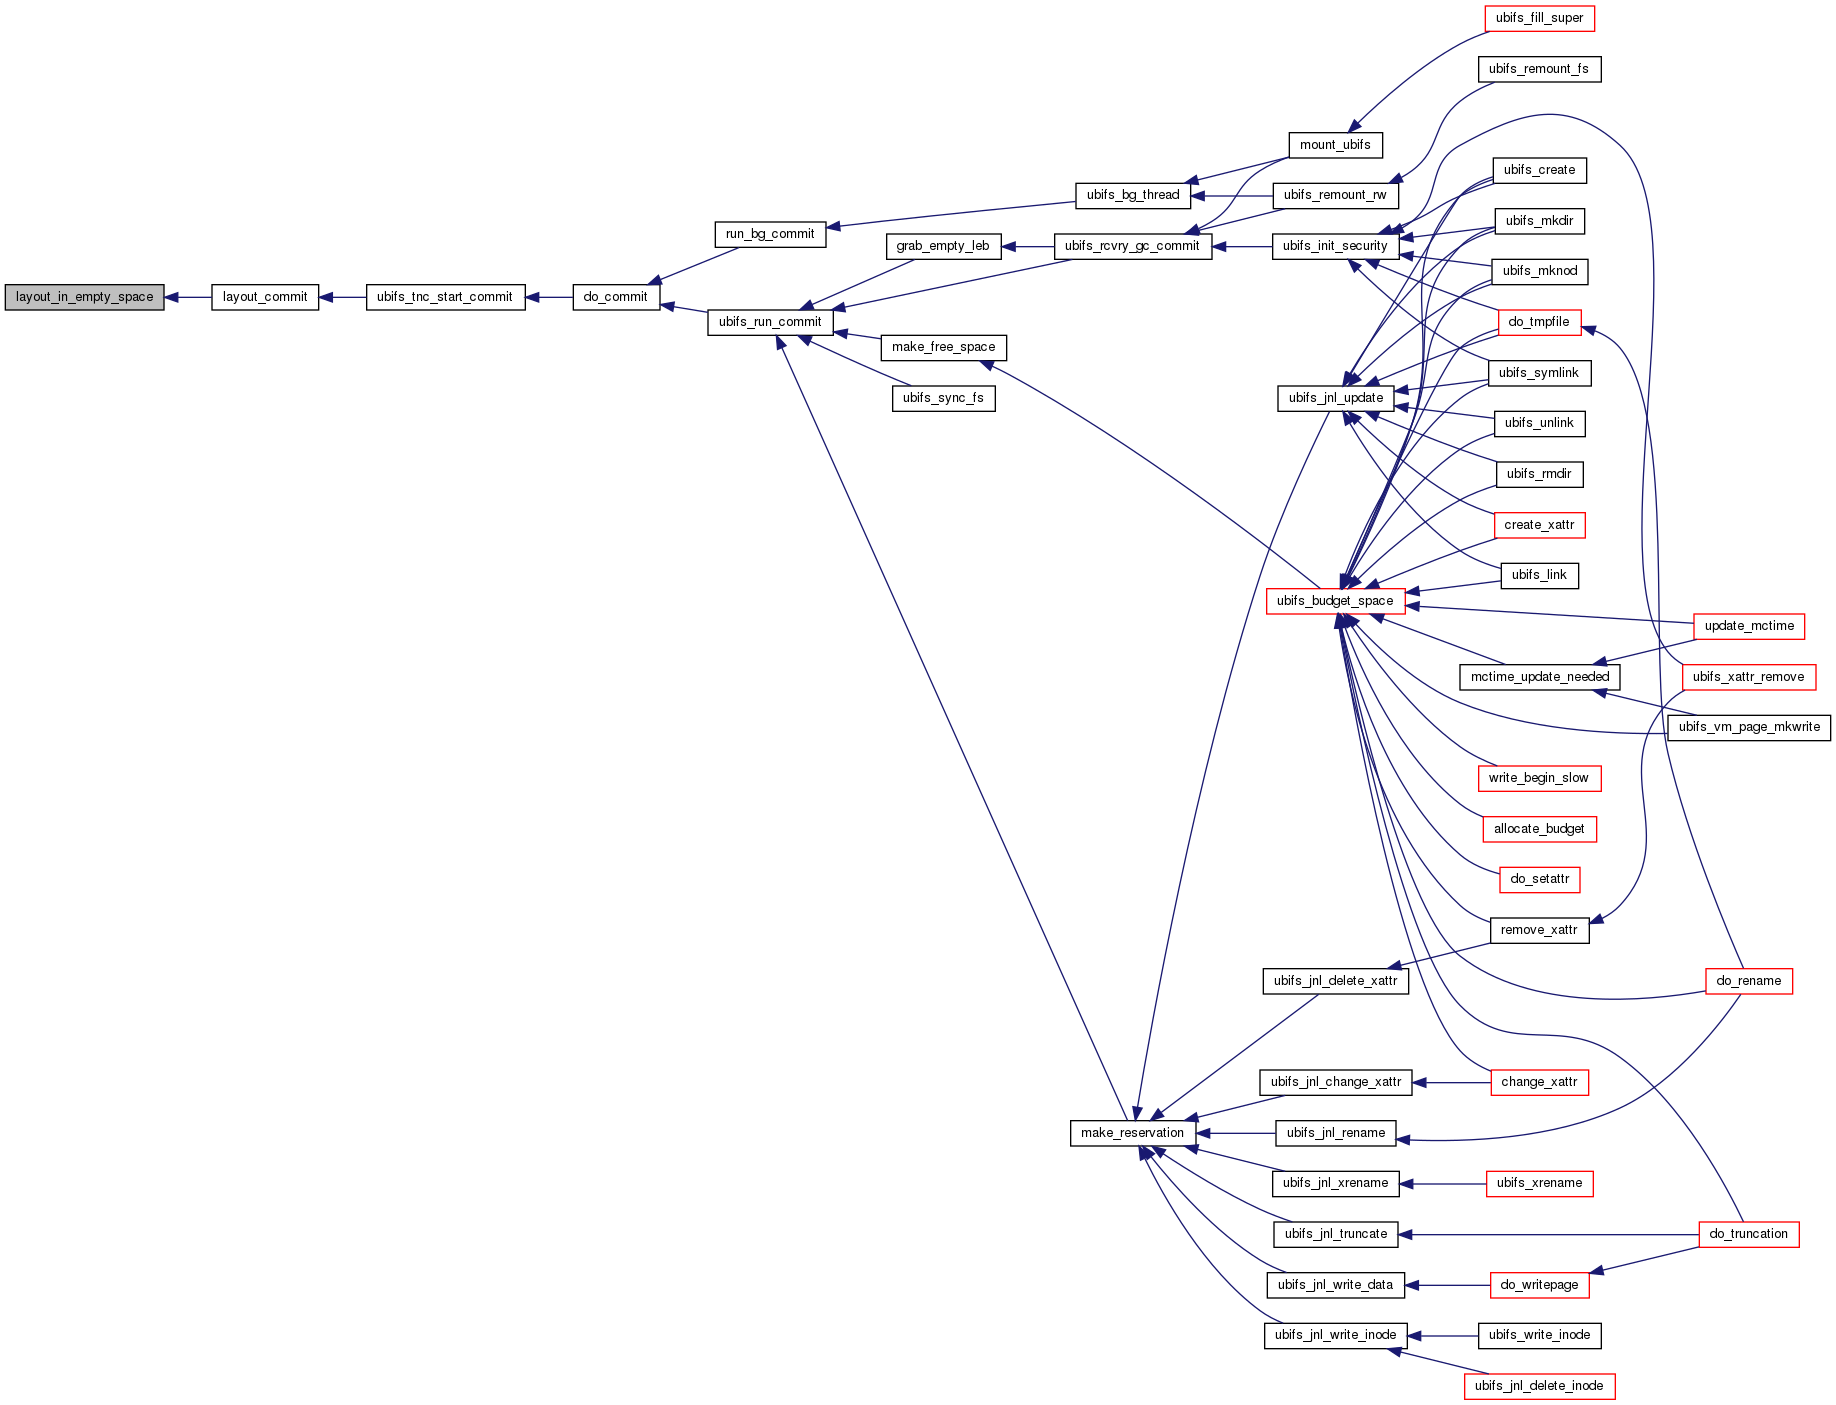 ubifs_fill_super
ubifs_remount_fs
mount_ubifs
ubifs_create
ubifs_bg_thread
ubifs_remount_rw
ubifs_mkdir
run_bg_commit
grab_empty_leb
ubifs_rcvry_gc_commit
ubifs_init_security
ubifs_mknod
layout_in_empty_space
layout_commit
ubifs_tnc_start_commit
do_commit
ubifs_run_commit
do_tmpfile
make_free_space
ubifs_symlink
ubifs_sync_fs
ubifs_jnl_update
ubifs_unlink
ubifs_rmdir
create_xattr
ubifs_link
ubifs_budget_space
update_mctime
mctime_update_needed
ubifs_xattr_remove
ubifs_vm_page_mkwrite
write_begin_slow
allocate_budget
do_setattr
remove_xattr
ubifs_jnl_delete_xattr
do_rename
ubifs_jnl_change_xattr
change_xattr
make_reservation
ubifs_jnl_rename
ubifs_jnl_xrename
ubifs_xrename
ubifs_jnl_truncate
do_truncation
ubifs_jnl_write_data
do_writepage
ubifs_jnl_write_inode
ubifs_write_inode
ubifs_jnl_delete_inode